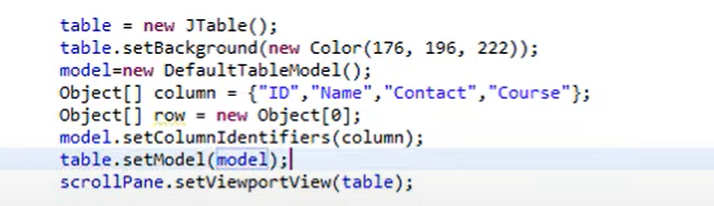 table = new JTable();
table.setBackground(new Color(176, 196, 222));
model=new DefaultTableModel();
Object[] column = {"ID","Name","Contact","Course"};
Object[] row = new Object[0];
model.setColumnIdentifiers(column);
table.setModel(model);
scrollPane.setViewportView(table);